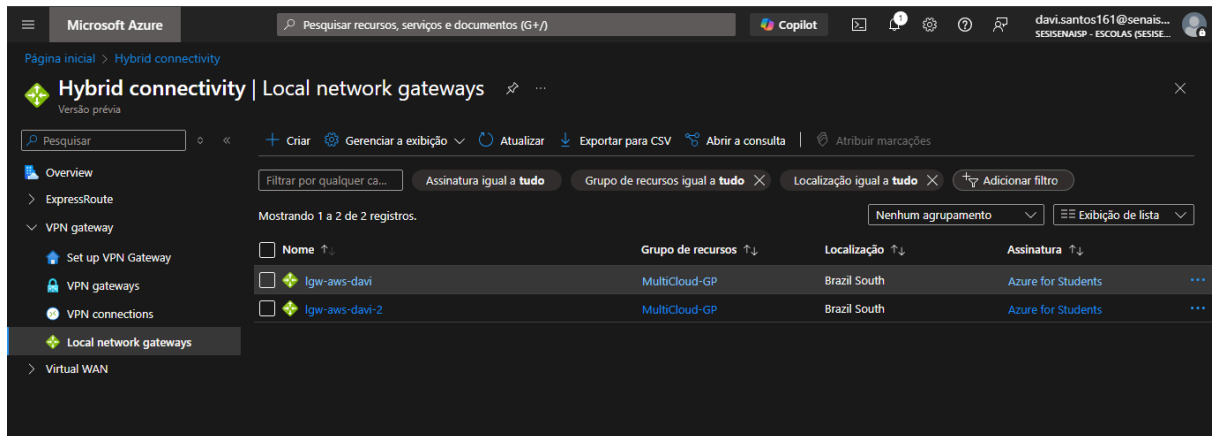 Microsoft Azure
Pesquisar recursos, serviços e documentos (G+/)
Copilot
1
davi.santos161@senais...
SESISENAISP - ESCOLAS (SESISE...
Página inicial > Hybrid connectivity
Hybrid connectivity | Local network gateways
Versão prévia
Pesquisar
Criar
Gerenciar a exibição
Atualizar
Exportar para CSV
Abrir a consulta
Atribuir marcações
Overview
ExpressRoute
VPN gateway
Set up VPN Gateway
VPN gateways
VPN connections
Local network gateways
Virtual WAN
Filtrar por qualquer ca...
Assinatura igual a tudo
Grupo de recursos igual a tudo
Localização igual a tudo
Adicionar filtro
Mostrando 1 a 2 de 2 registros.
Nenhum agrupamento
Exibição de lista
Nome Grupo de recursos Localização Assinatura
lgw-aws-davi MultiCloud-GP Brazil South Azure for Students
lgw-aws-davi-2 MultiCloud-GP Brazil South Azure for Students